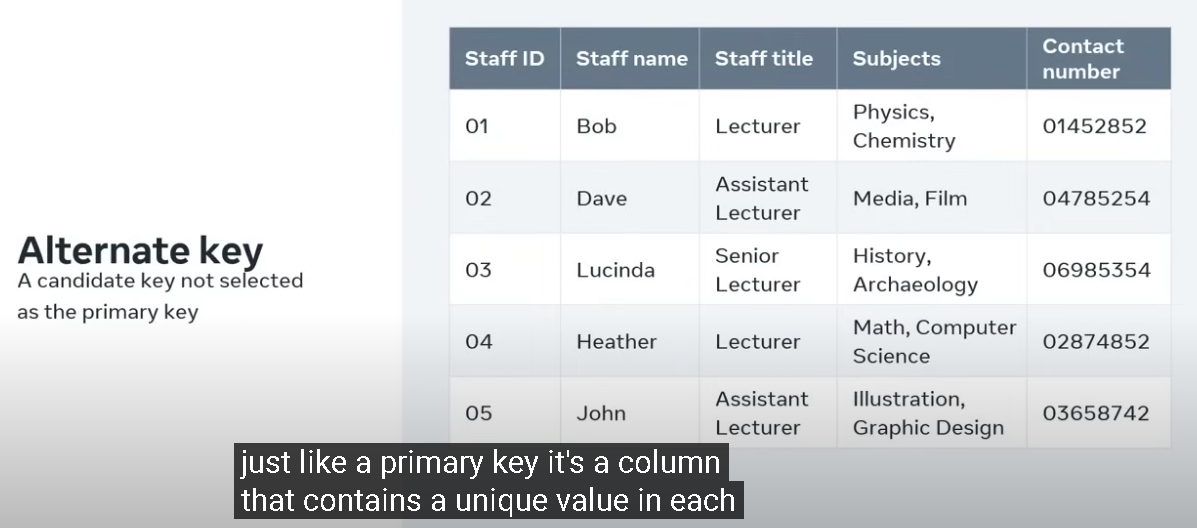 Alternate key
A candidate key not selected
as the primary key
Staff ID Staff name Staff title Subjects Contact number
01 Bob Lecturer Physics, Chemistry 01452852
02 Dave Assistant Lecturer Media, Film 04785254
03 Lucinda Senior Lecturer History, Archaeology 06985354
04 Heather Lecturer Math, Computer Science 02874852
05 John Assistant Lecturer Illustration, Graphic Design 03658742
just like a primary key it's a column
that contains a unique value in each